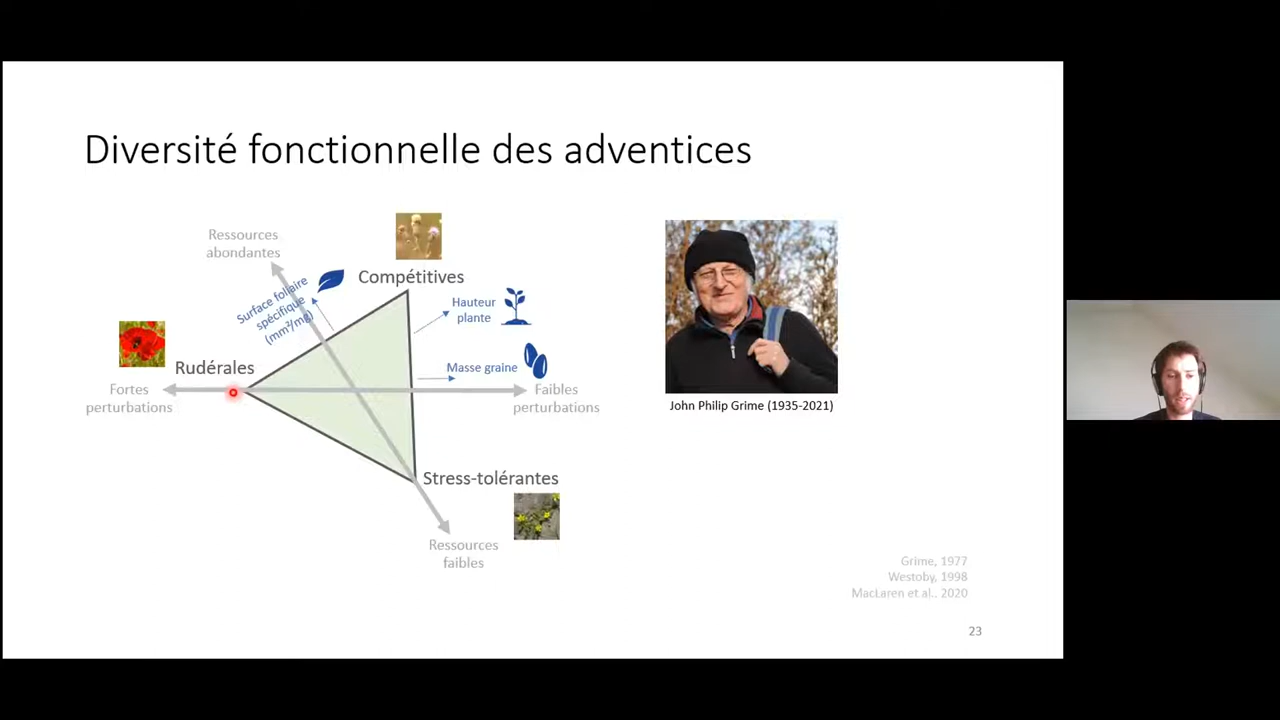 Diversité fonctionnelle des adventices
Ressources
abondantes
Compétitives
Surface foliaire
spécifique
(mm²/mg)
Hauteur
plante
Rudérales
Masse graine
Fortes
perturbations
Faibles
perturbations
Stress-tolérantes
Ressources
faibles
John Philip Grime (1935-2021)
Grime, 1977
Westoby, 1998
MacLaren et al.. 2020
23